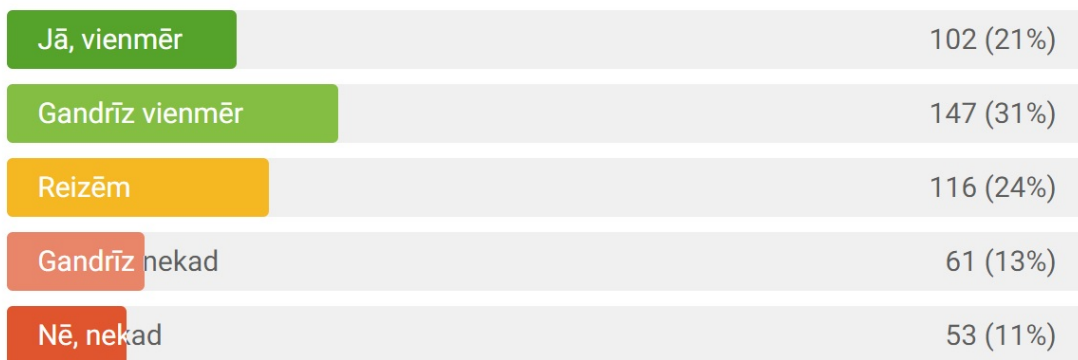 Jā, vienmēr 102 (21%)
Gandrīz vienmēr 147 (31%)
Reizēm 116 (24%)
Gandrīz nekad 61 (13%)
Nē, nekad 53 (11%)